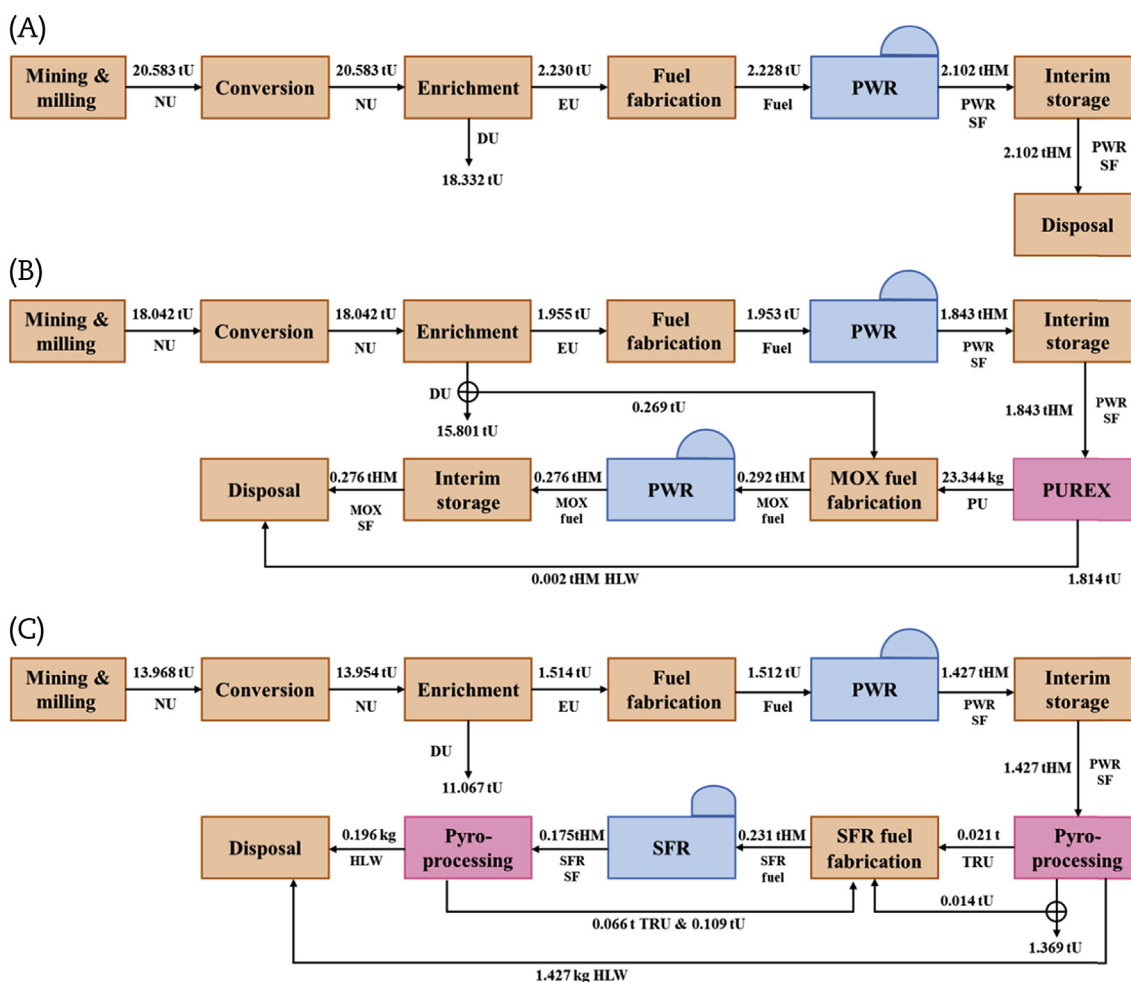 (A)
Mining &
milling
20.583 tU
NU
Conversion
20.583 tU
NU
Enrichment
2.230 tU
EU
Fuel
fabrication
2.228 tU
Fuel
PWR
2.102 tHM
PWR
SF
Interim
storage
DU
18.332 tU
2.102 tHM
PWR
SF
Disposal
(B)
Mining &
milling
18.042 tU
NU
Conversion
18.042 tU
NU
Enrichment
1.955 tU
EU
Fuel
fabrication
1.953 tU
Fuel
PWR
1.843 tHM
PWR
SF
Interim
storage
DU
0.269 tU
15.801 tU
1.843 tHM
PWR
SF
Disposal
0.276 tHM
MOX
SF
Interim
storage
0.276 tHM
MOX
fuel
PWR
0.292 tHM
MOX
fuel
MOX fuel
fabrication
23.344 kg
PU
PUREX
0.002 tHM HLW
1.814 tU
(C)
Mining &
milling
13.968 tU
NU
Conversion
13.954 tU
NU
Enrichment
1.514 tU
EU
Fuel
fabrication
1.512 tU
Fuel
PWR
1.427 tHM
PWR
SF
Interim
storage
DU
11.067 tU
1.427 tHM
PWR
SF
Disposal
0.196 kg
HLW
Pyro-
processing
0.175tHM
SFR
SF
SFR
0.231 tHM
SFR
fuel
SFR fuel
fabrication
0.021 t
TRU
Pyro-
processing
0.066 t TRU & 0.109 tU
0.014 tU
1.369 tU
1.427 kg HLW